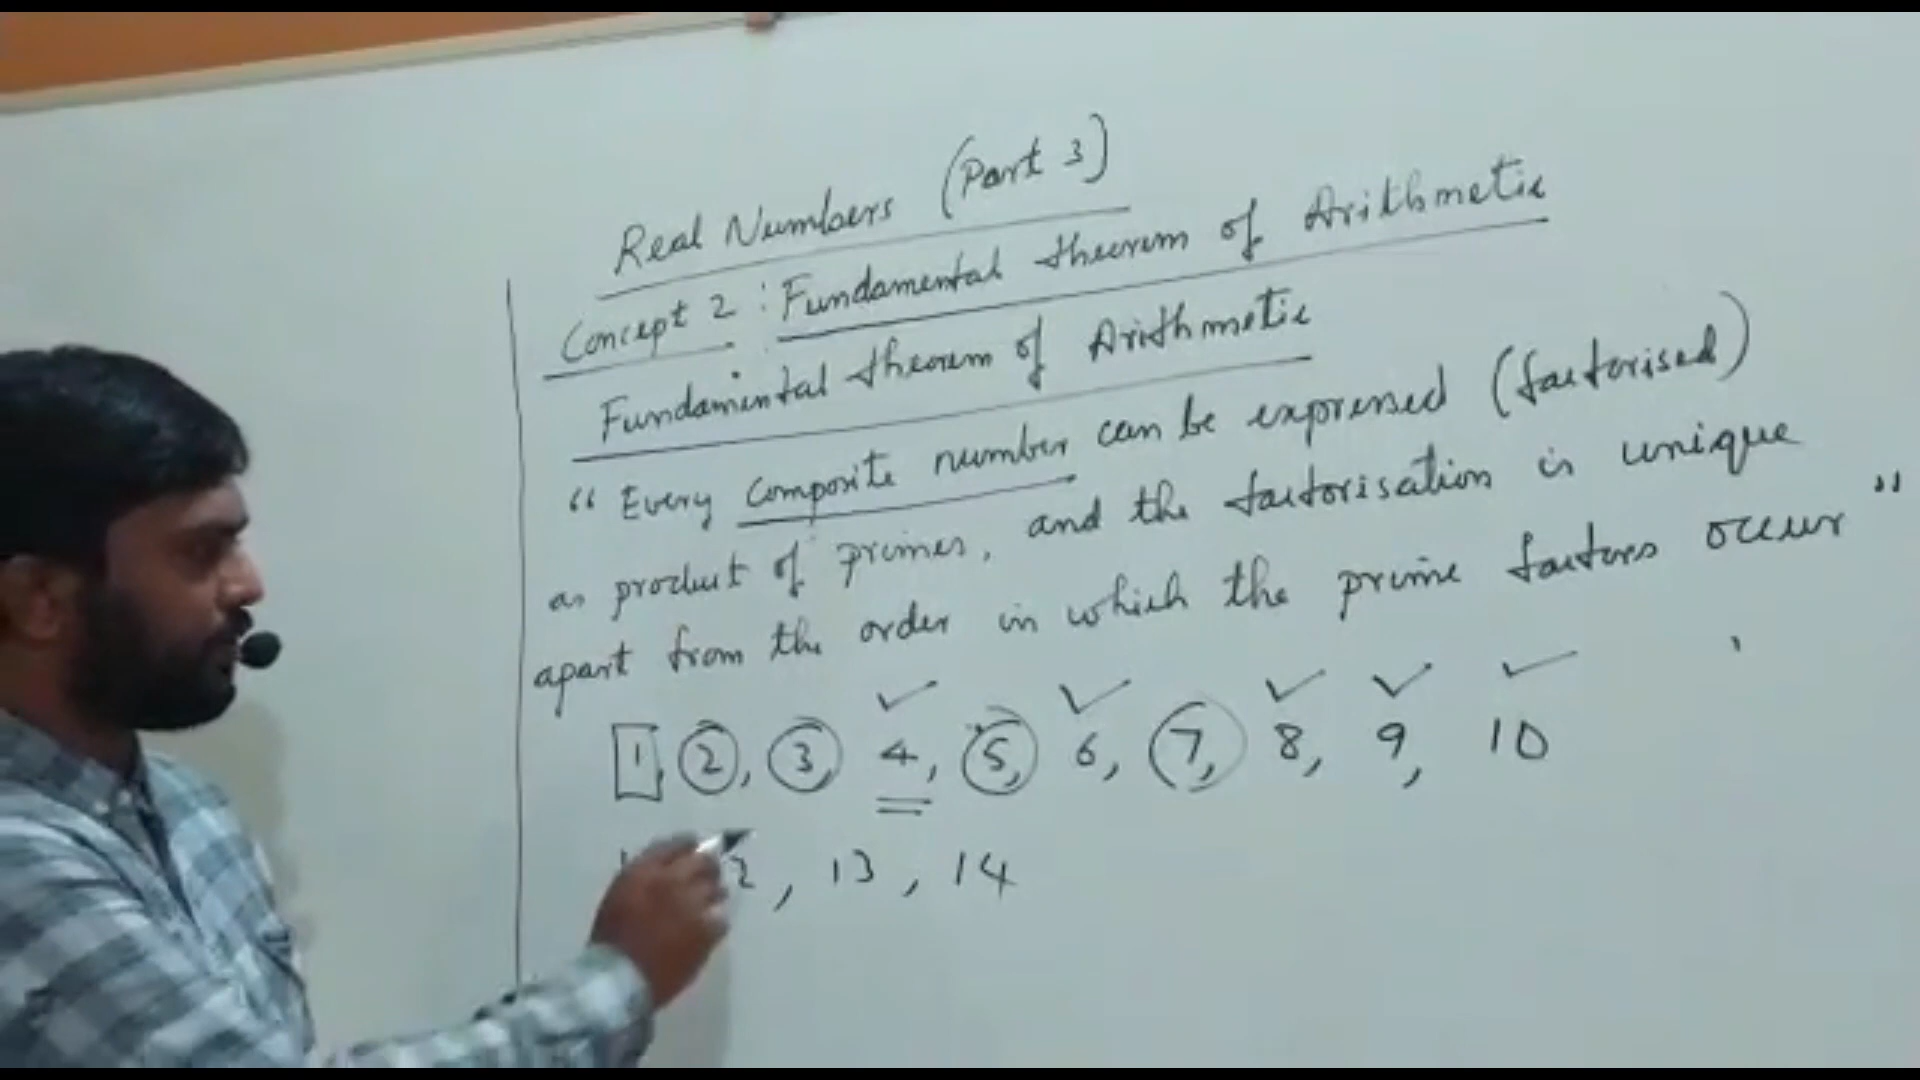 Real Numbers (Part 3)
Concept 2 : Fundamental theorem of Arithmetic
Fundamental theorem of Arithmetic
“ Every composite number can be expressed (factorised)
as product of primes, and the factorisation is unique
apart from the order in which the prime factors occur ”
1, 2, 3, 4, 5, 6, 7, 8, 9, 10
2, 13, 14